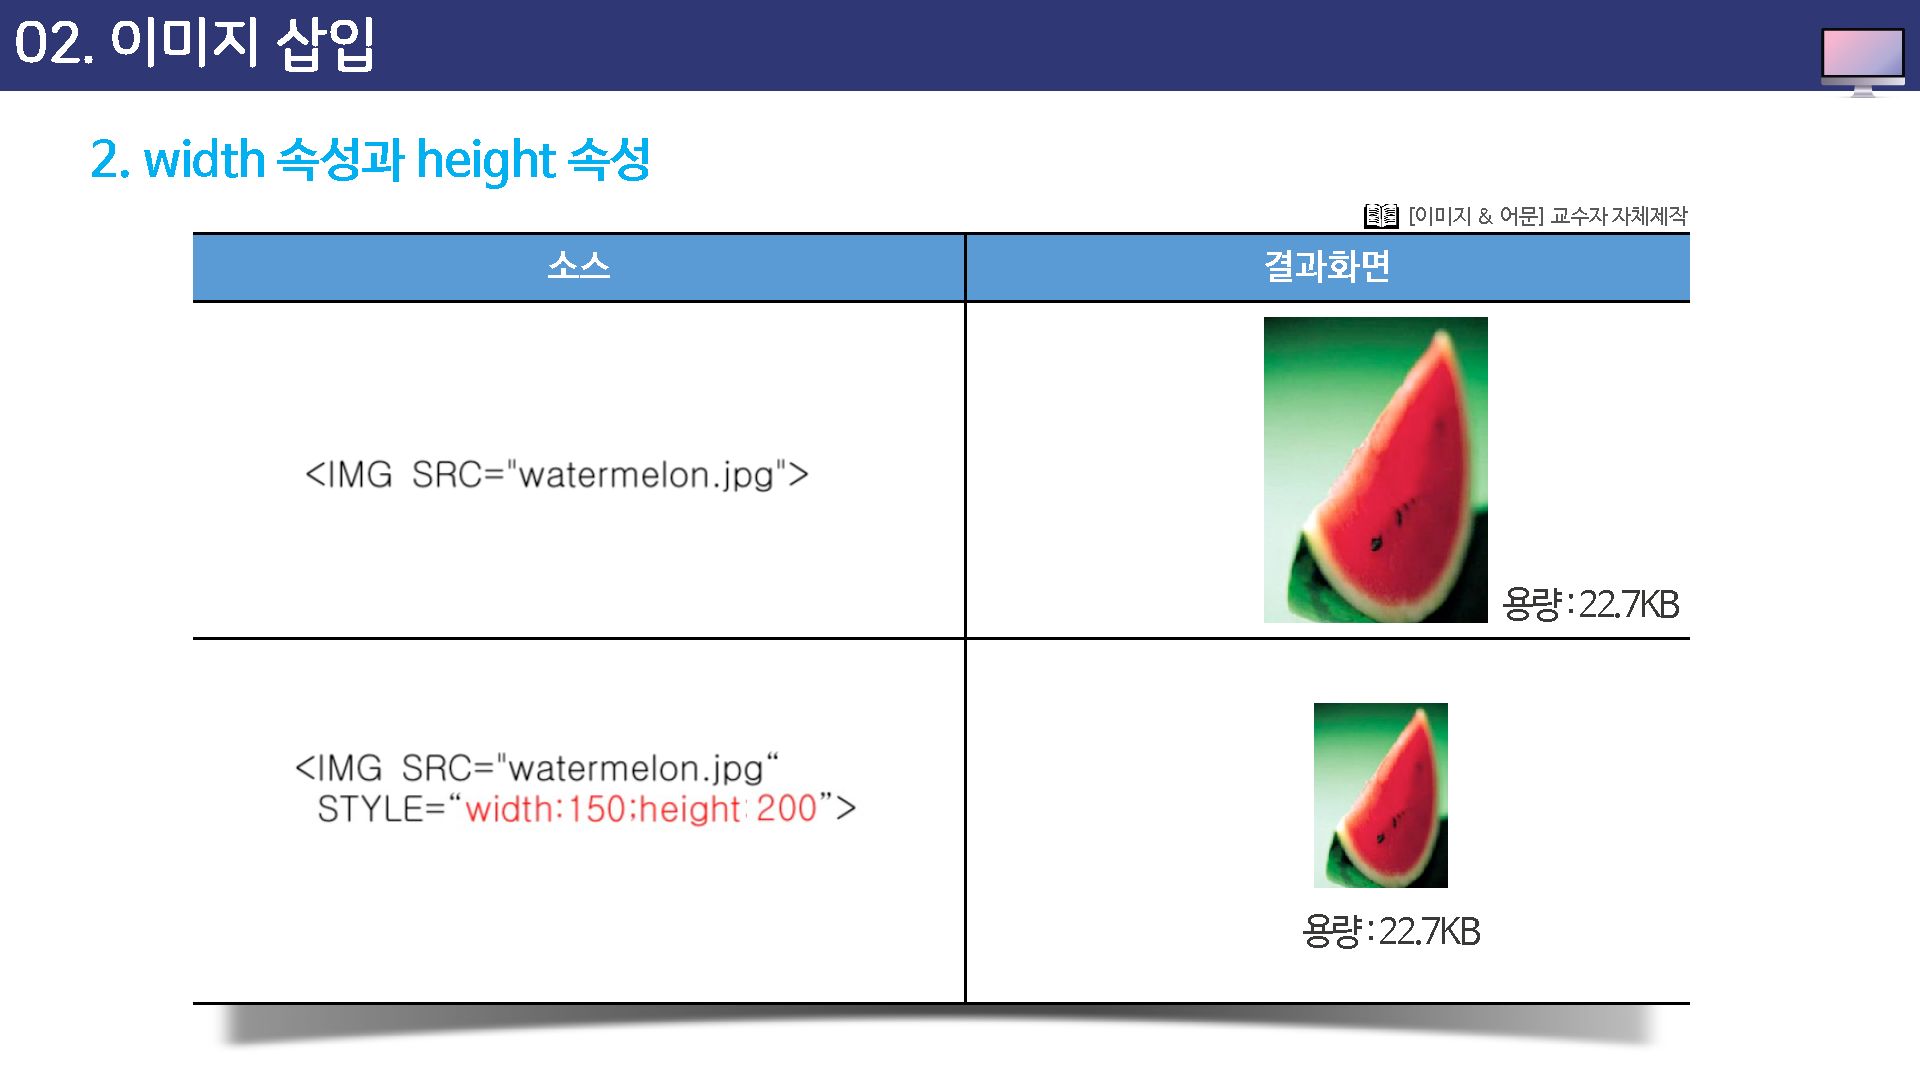 02. 이미지 삽입
2. width 속성과 height 속성
[이미지 & 어문] 교수자 자체제작
소스 결과화면
<IMG SRC="watermelon.jpg">
용량 : 22.7KB
<IMG SRC="watermelon.jpg“
STYLE=“width:150;height: 200”>
용량 : 22.7KB